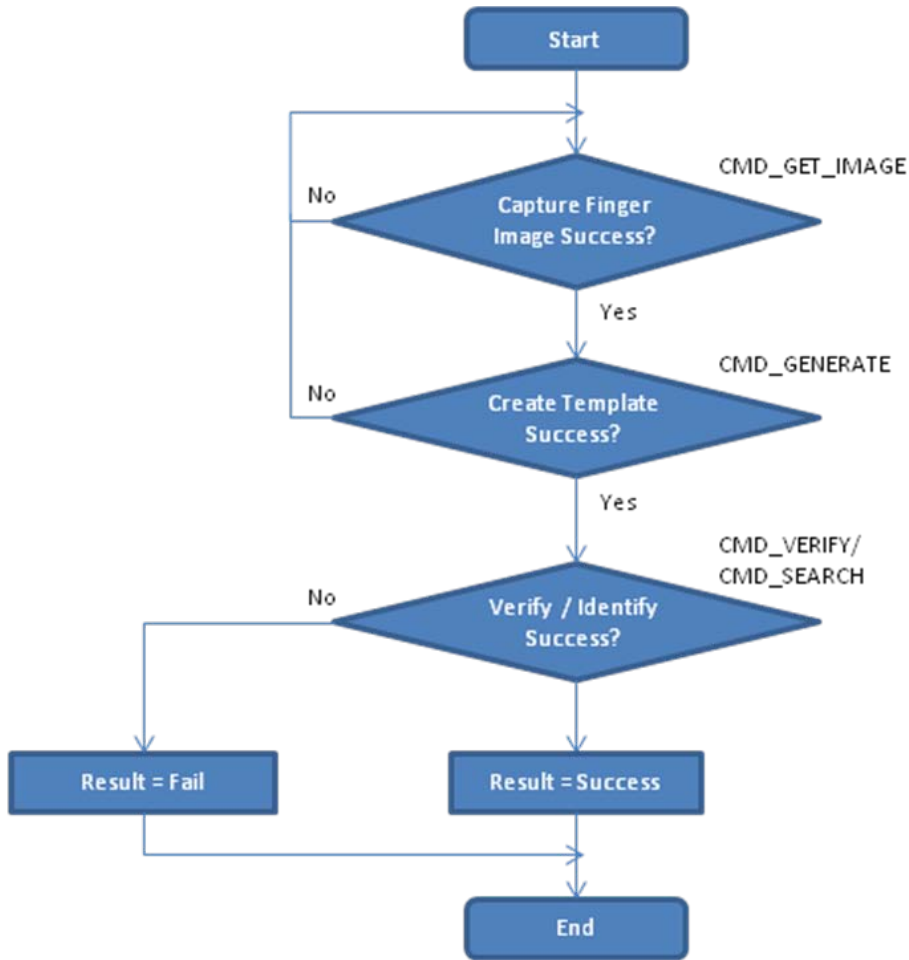 Start
CMD_GET_IMAGE
No
Capture Finger
Image Success?
Yes
CMD_GENERATE
No
Create Template
Success?
Yes
CMD_VERIFY/
CMD_SEARCH
No
Verify / Identify
Success?
Result = Fail
Result = Success
End